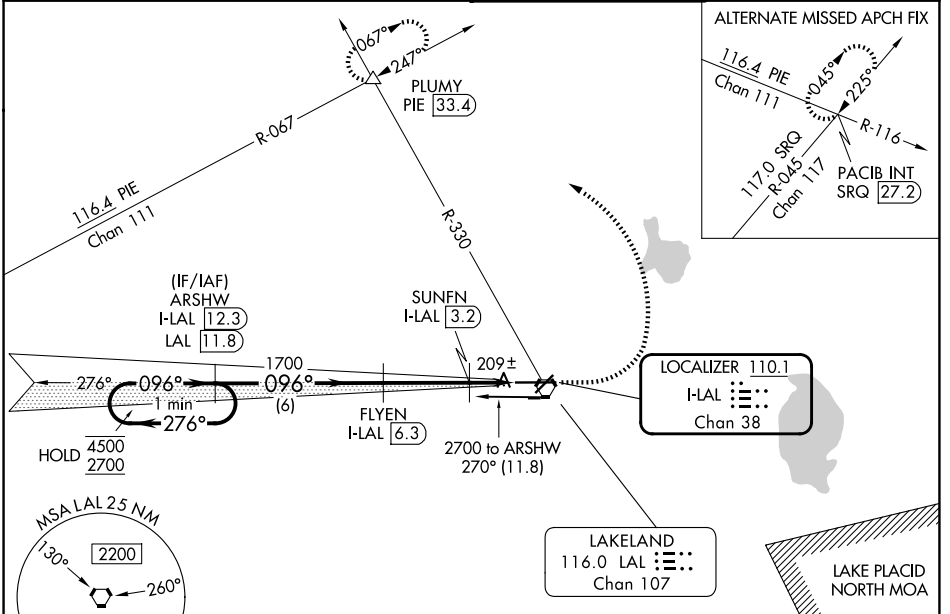 067°
247°
PLUMY
PIE 33.4
R-067
116.4 PIE
Chan 111
R-330
ALTERNATE MISSED APCH FIX
116.4 PIE
Chan 111
045°
225°
R-116
117.0 SRQ
R-045
Chan 117
PACIB INT
SRQ 27.2
(IF/IAF)
ARSHW
I-LAL 12.3
LAL 11.8
SUNFN
I-LAL 3.2
1700
209±
276°
096°
096°
1 min
(6)
276°
HOLD
4500
2700
FLYEN
I-LAL 6.3
2700 to ARSHW
270° (11.8)
LOCALIZER 110.1
I-LAL
Chan 38
LAKELAND
116.0 LAL
Chan 107
MSA LAL 25 NM
130°
2200
260°
LAKE PLACID
NORTH MOA